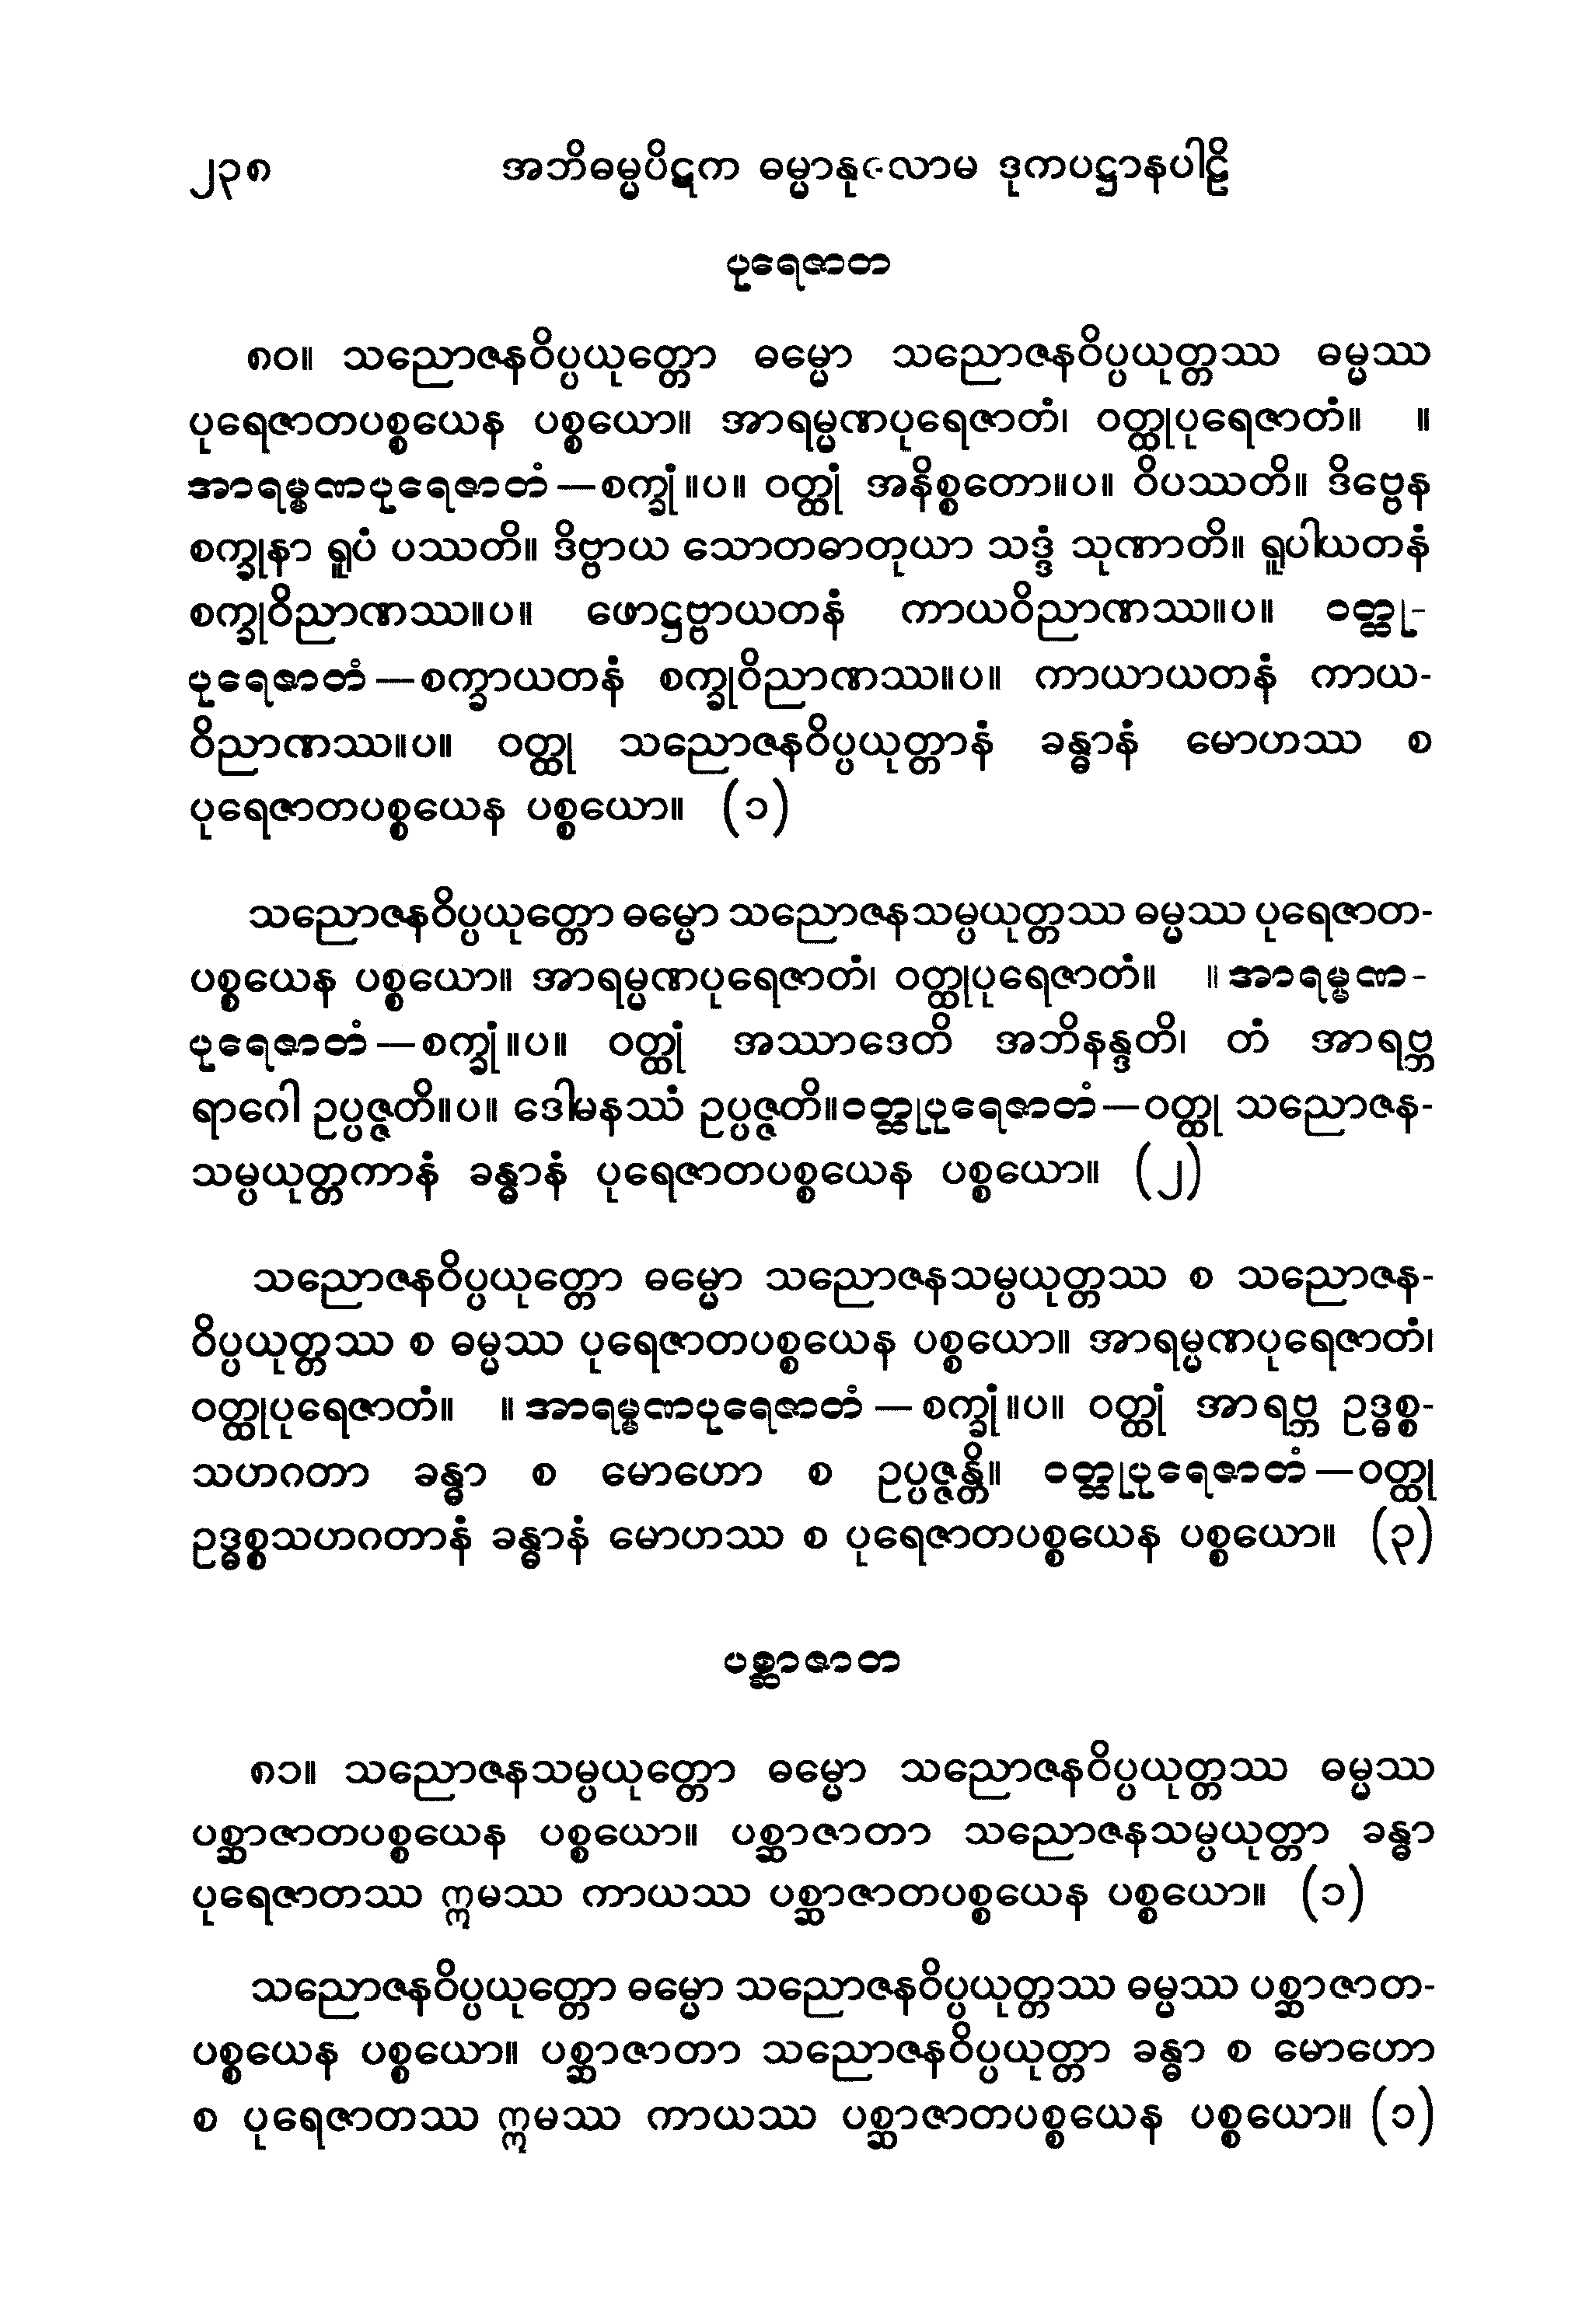 ၂၃၈ အဘိဓမ္မပိဋက ဓမ္မာနုလောမ ဒုကပဋ္ဌာနပါဠိ
ပုရေဇာတ
၈၀။ သညောဇနဝိပ္ပယုတ္တော ဓမ္မော သညောဇနဝိပ္ပယုတ္တဿ ဓမ္မဿ
ပုရေဇာတပစ္စယေန ပစ္စယော။ အာရမ္မဏပုရေဇာတံ၊ ဝတ္ထုပုရေဇာတံ။ ။
အာရမ္မဏပုရေဇာတံ—စက္ခုံ။ပ။ ဝတ္ထုံ အနိစ္စတော။ပ။ ဝိပဿတိ။ ဒိဗ္ဗေန
စက္ခုနာ ရူပံ ပဿတိ။ ဒိဗ္ဗာယ သောတဓာတုယာ သဒ္ဒံ သုဏာတိ။ ရူပါယတနံ
စက္ခုဝိညာဏဿ။ပ။ ဖောဋ္ဌဗ္ဗာယတနံ ကာယဝိညာဏဿ။ပ။ ဝတ္ထု-
ပုရေဇာတံ—စက္ခာယတနံ စက္ခုဝိညာဏဿ။ပ။ ကာယာယတနံ ကာယ-
ဝိညာဏဿ။ပ။ ဝတ္ထု သညောဇနဝိပ္ပယုတ္တာနံ ခန္ဓာနံ မောဟဿ စ
ပုရေဇာတပစ္စယေန ပစ္စယော။ (၁)
သညောဇနဝိပ္ပယုတ္တော ဓမ္မော သညောဇနသမ္ပယုတ္တဿ ဓမ္မဿ ပုရေဇာတ-
ပစ္စယေန ပစ္စယော။ အာရမ္မဏပုရေဇာတံ၊ ဝတ္ထုပုရေဇာတံ။ ။အာရမ္မဏ-
ပုရေဇာတံ—စက္ခုံ။ပ။ ဝတ္ထုံ အဿာဒေတိ အဘိနန္ဒတိ၊ တံ အာရဗ္ဘ
ရာဂေါ ဥပ္ပဇ္ဇတိ။ပ။ ဒေါမနဿံ ဥပ္ပဇ္ဇတိ။ဝတ္ထုပုရေဇာတံ—ဝတ္ထု သညောဇန-
သမ္ပယုတ္တကာနံ ခန္ဓာနံ ပုရေဇာတပစ္စယေန ပစ္စယော။ (၂)
သညောဇနဝိပ္ပယုတ္တော ဓမ္မော သညောဇနသမ္ပယုတ္တဿ စ သညောဇန-
ဝိပ္ပယုတ္တဿ စ ဓမ္မဿ ပုရေဇာတပစ္စယေန ပစ္စယော။ အာရမ္မဏပုရေဇာတံ၊
ဝတ္ထုပုရေဇာတံ။ ။အာရမ္မဏပုရေဇာတံ—စက္ခုံ။ပ။ ဝတ္ထုံ အာရဗ္ဘ ဥဒ္ဓစ္စ-
သဟဂတာ ခန္ဓာ စ မောဟော စ ဥပ္ပဇ္ဇန္တိ။ ဝတ္ထုပုရေဇာတံ—ဝတ္ထု
ဥဒ္ဓစ္စသဟဂတာနံ ခန္ဓာနံ မောဟဿ စ ပုရေဇာတပစ္စယေန ပစ္စယော။ (၃)
ပစ္ဆာဇာတ
၈၁။ သညောဇနသမ္ပယုတ္တော ဓမ္မော သညောဇနဝိပ္ပယုတ္တဿ ဓမ္မဿ
ပစ္ဆာဇာတပစ္စယေန ပစ္စယော။ ပစ္ဆာဇာတာ သညောဇနသမ္ပယုတ္တာ ခန္ဓာ
ပုရေဇာတဿ ဣမဿ ကာယဿ ပစ္ဆာဇာတပစ္စယေန ပစ္စယော။ (၁)
သညောဇနဝိပ္ပယုတ္တော ဓမ္မော သညောဇနဝိပ္ပယုတ္တဿ ဓမ္မဿ ပစ္ဆာဇာတ-
ပစ္စယေန ပစ္စယော။ ပစ္ဆာဇာတာ သညောဇနဝိပ္ပယုတ္တာ ခန္ဓာ စ မောဟော
စ ပုရေဇာတဿ ဣမဿ ကာယဿ ပစ္ဆာဇာတပစ္စယေန ပစ္စယော။ (၁)